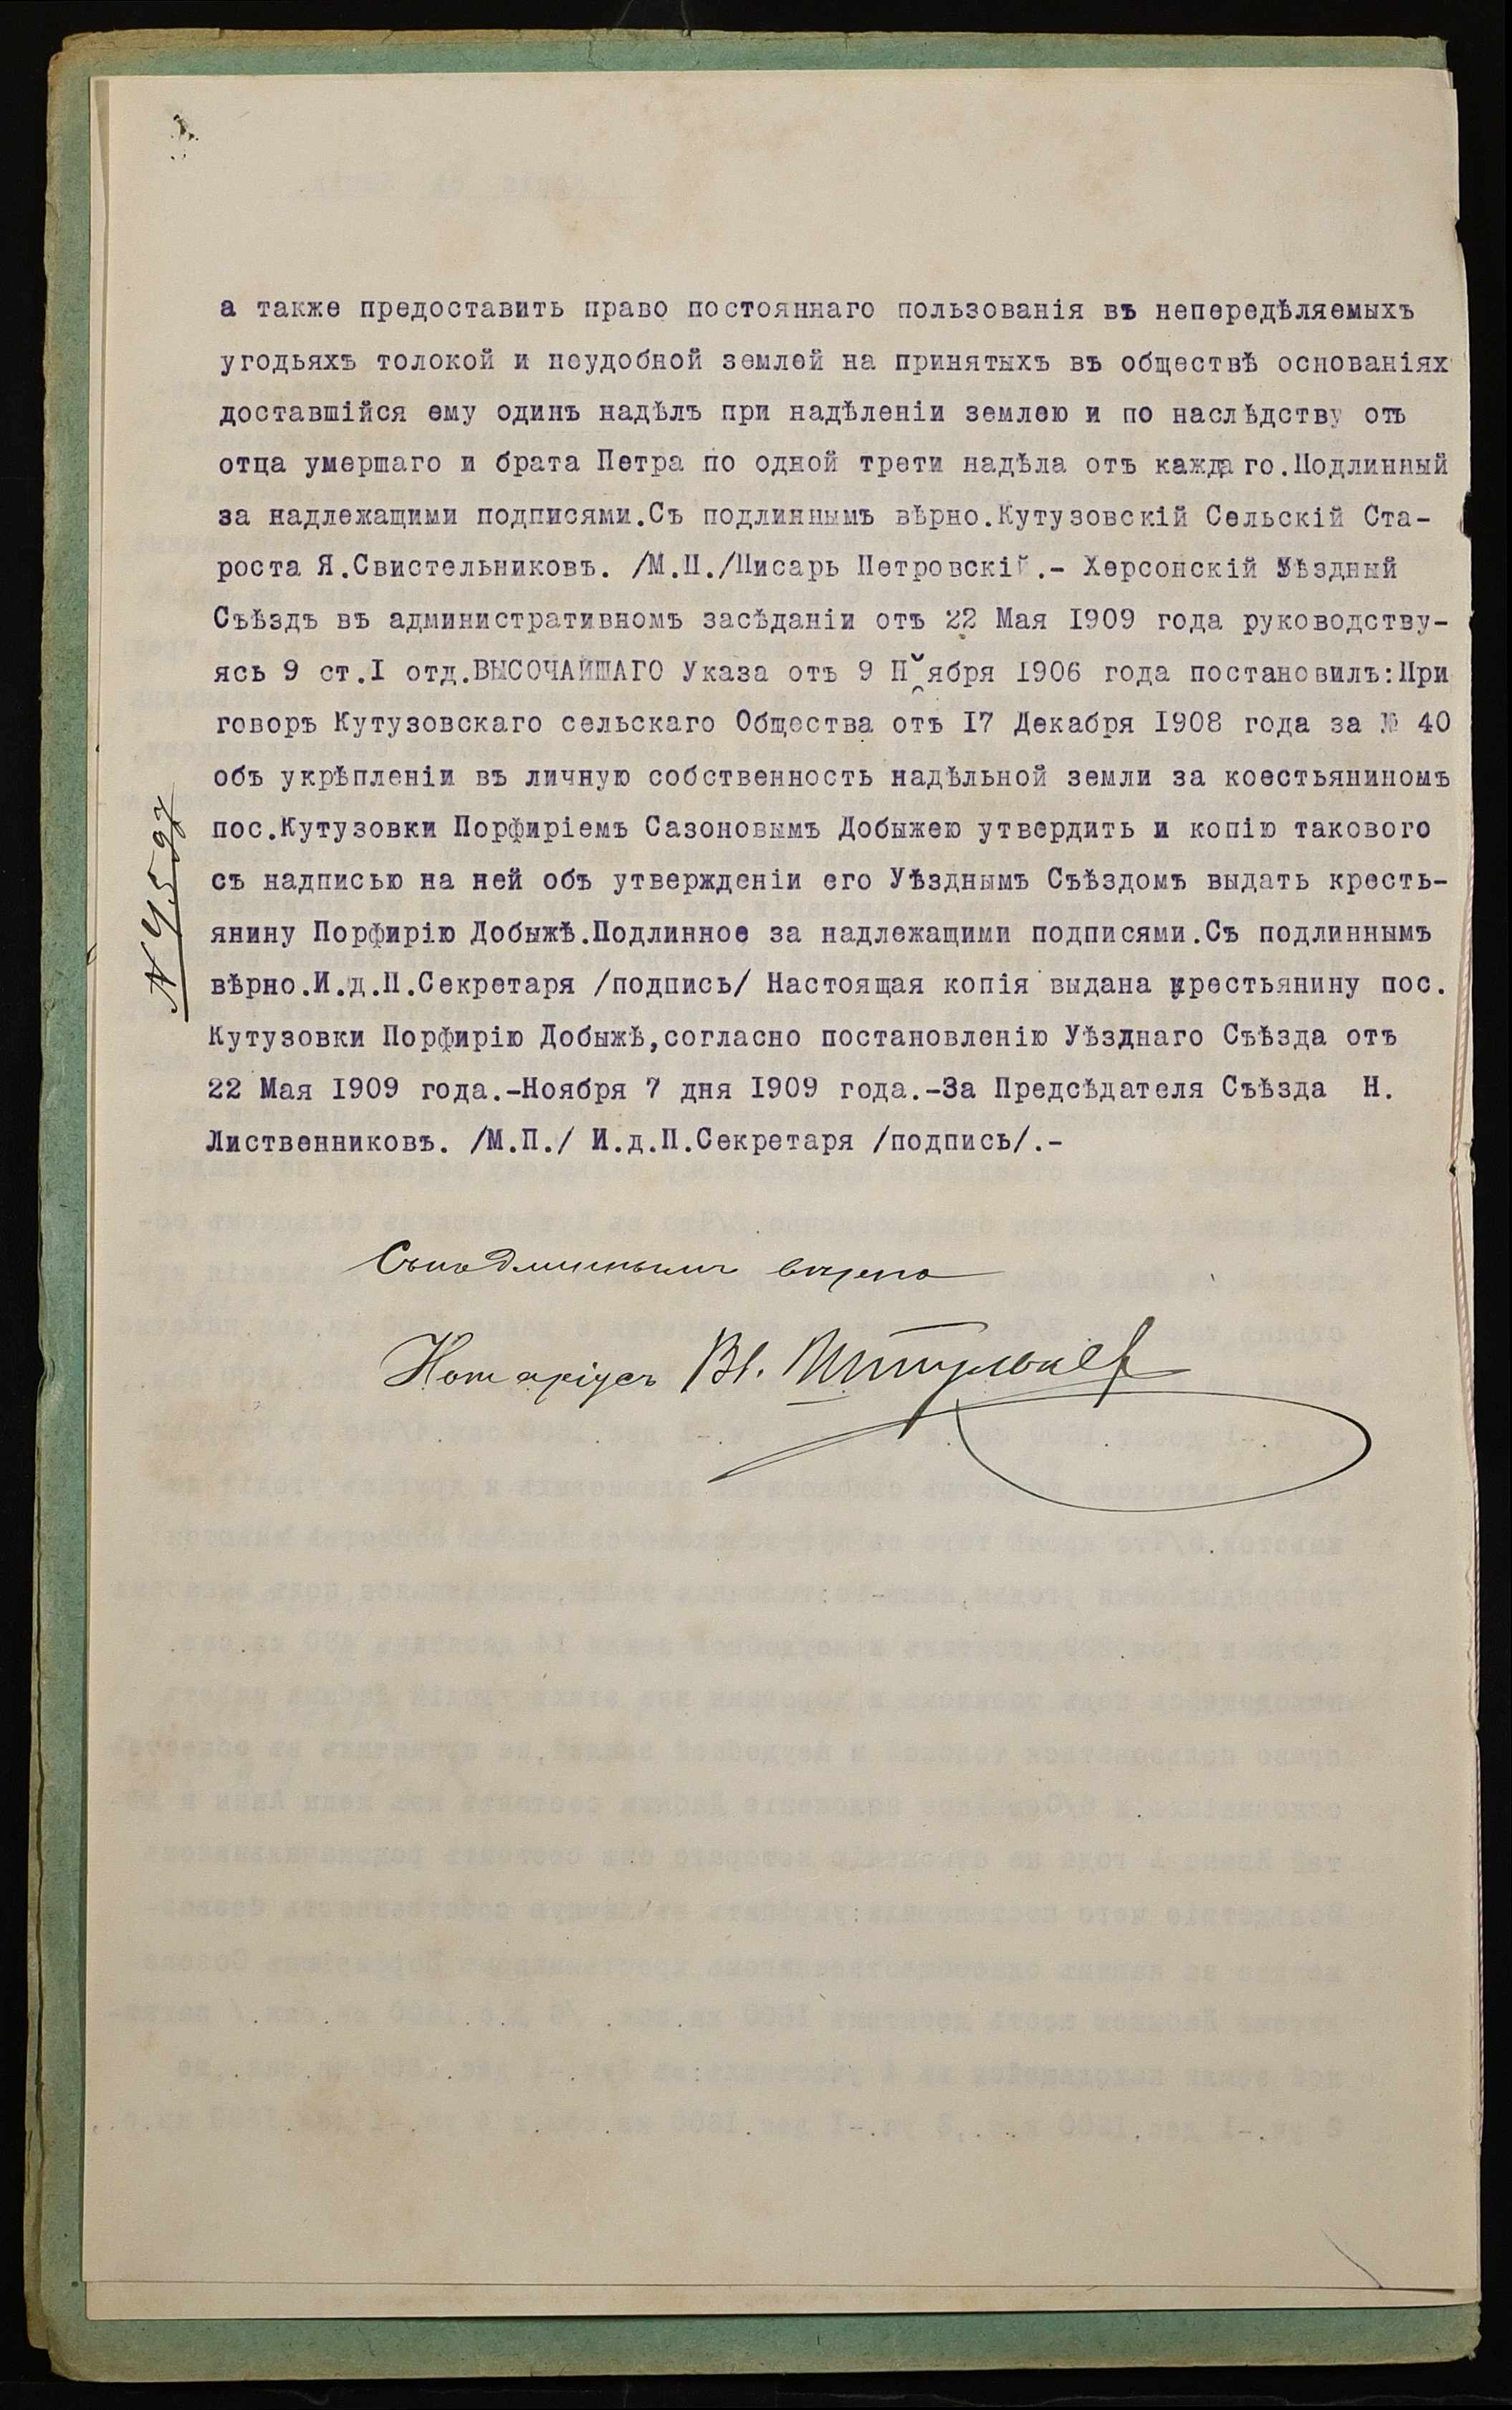 а также предоставить право постояннаго пользованія въ непередѣляемыхъ
угодьяхъ толокой и неудобной землей на принятыхъ въ обществѣ основаніях
доставшійся ему одинъ надѣлъ при надѣленіи землею и по наслѣдству отъ
отца умершаго и брата Петра по одной трети надѣла отъ каждаго.Подлинный
за надлежащими подписями.Съ подлиннымъ вѣрно.Кутузовскій Сельскій Ста-
роста Я.Свистельниковъ. /М.П./Писарь Петровскій.- Херсонскій Уѣздный
Съѣздъ въ административномъ засѣданіи отъ 22 Мая 1909 года руководству-
ясь 9 ст.I отд.ВЫСОЧАЙШАГО Указа отъ 9 Н ября 1906 года постановилъ:При
говоръ Кутузовскаго сельскаго Общества отъ 17 Декабря 1908 года за № 40
объ укрѣпленіи въ личную собственность надѣльной земли за коестьяниномъ
пос.Кутузовки Порфиріемъ Сазоновымъ Добыжею утвердить и копію такового
съ надписью на ней объ утвержденіи его Уѣзднымъ Съѣздомъ выдать кресть-
янину Порфирію Добыжѣ.Подлинное за надлежащими подписями.Съ подлиннымъ
вѣрно.И.д.П.Секретаря /подпись/ Настоящая копія выдана крестьянину пос.
Кутузовки Порфирію Добыжѣ,согласно постановленію Уѣзднаго Съѣзда отъ
22 Мая 1909 года.-Ноября 7 дня 1909 года.-За Предсѣдателя Съѣзда Н.
Лиственниковъ. /М.П./ И.д.П.Секретаря /подпись/.-
Съ подлиннымъ вѣрно
Нотаріусъ Вл.
N